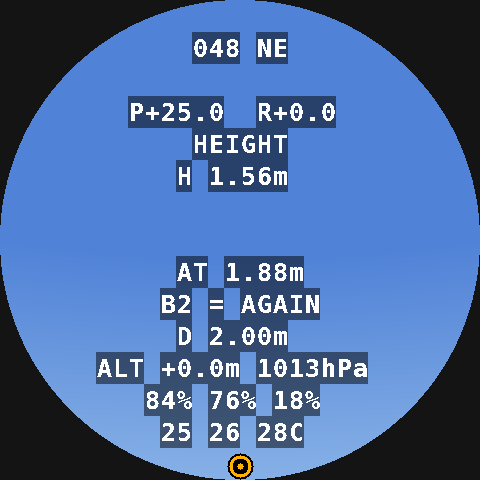 048 NE
P+25.0 R+0.0
HEIGHT
H 1.56m
AT 1.88m
B2 = AGAIN
D 2.00m
ALT +0.0m 1013hPa
84% 76% 18%
25 26 28C